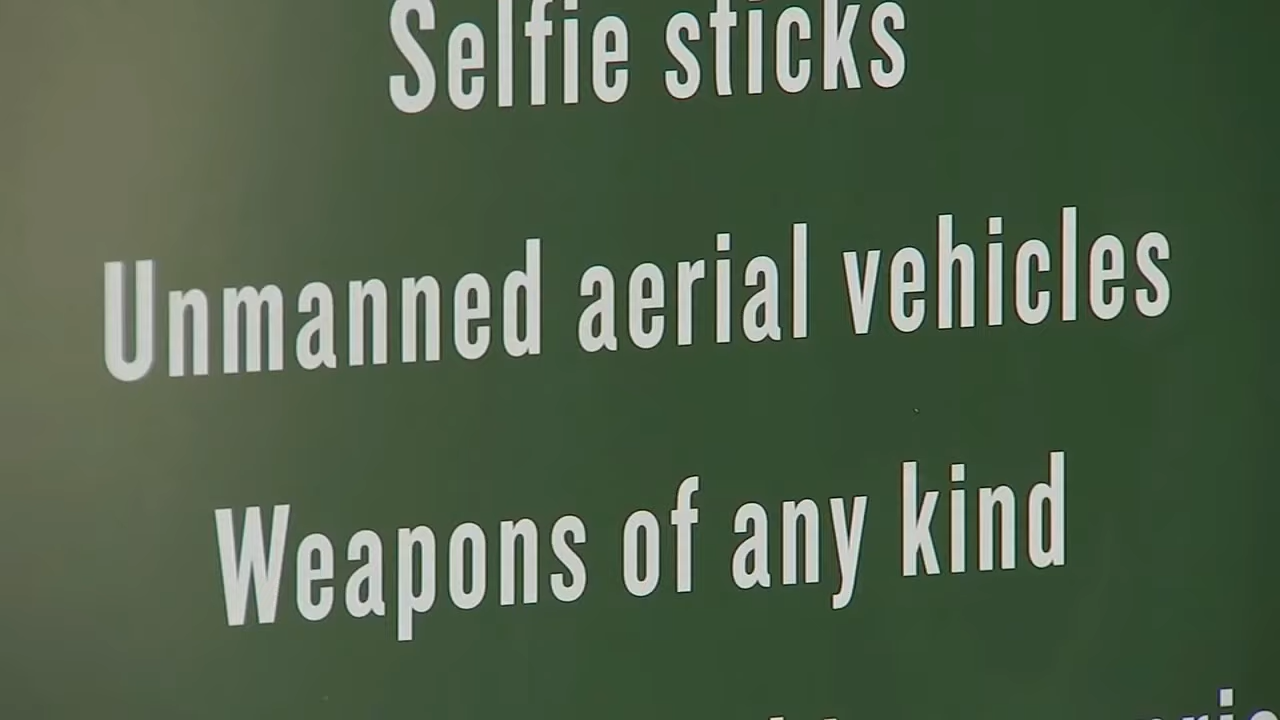 Selfie sticks
Unmanned aerial vehicles
Weapons of any kind